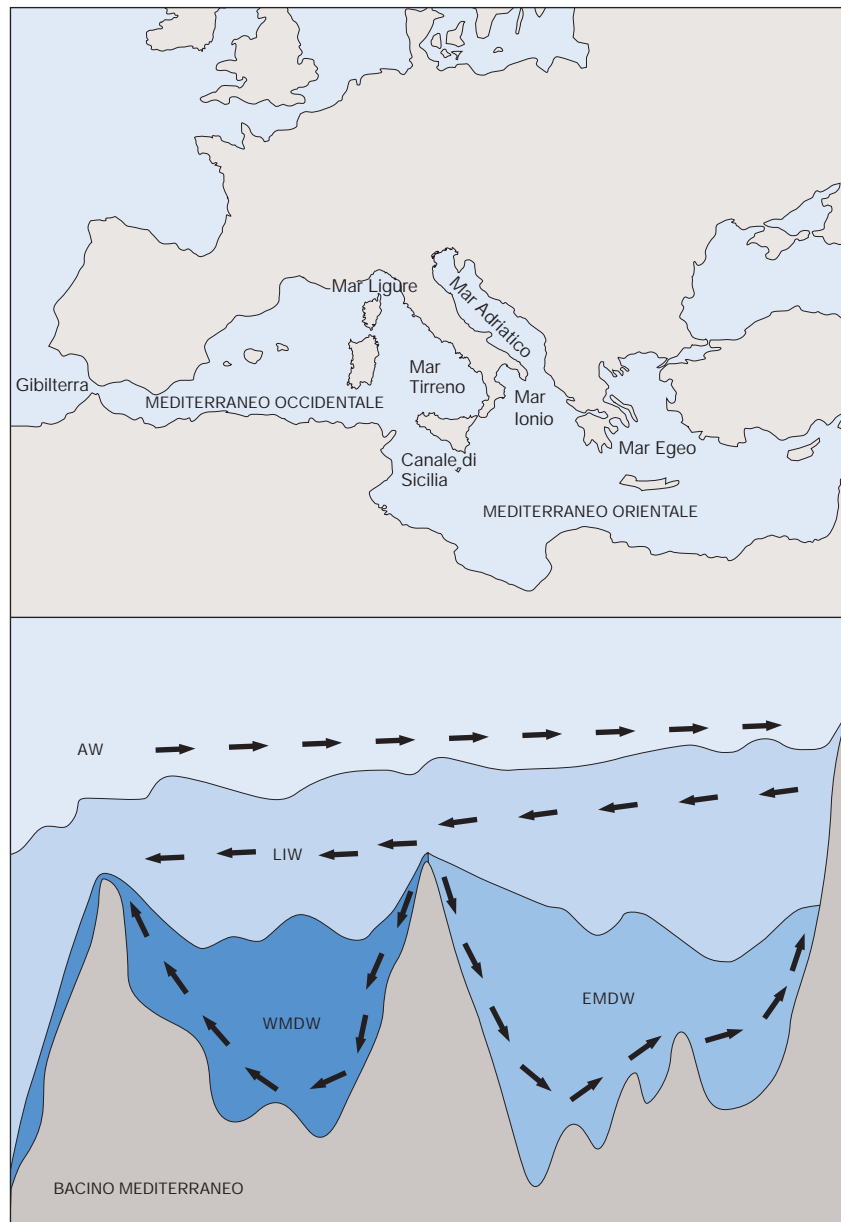 Mar Ligure
Mar Adriatico
Gibilterra
MEDITERRANEO OCCIDENTALE
Mar
Tirreno
Mar
Ionio
Canale di
Sicilia
Mar Egeo
MEDITERRANEO ORIENTALE
AW
LIW
WMDW
EMDW
BACINO MEDITERRANEO